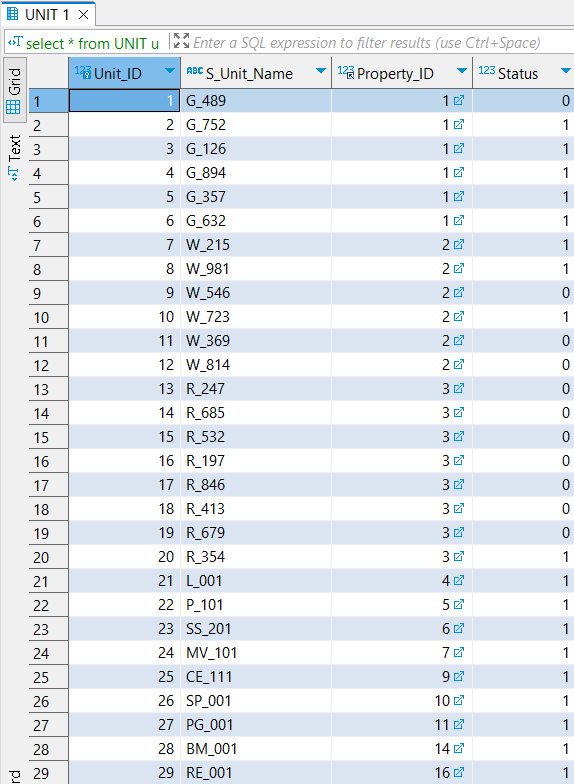 UNIT 1
select * from UNIT u Enter a SQL expression to filter results (use Ctrl+Space)
Grid
Text
123 Unit_ID ABC S_Unit_Name 123 Property_ID 123 Status
1 1 G_489 1 0
2 2 G_752 1 1
3 3 G_126 1 1
4 4 G_894 1 1
5 5 G_357 1 1
6 6 G_632 1 1
7 7 W_215 2 1
8 8 W_981 2 1
9 9 W_546 2 0
10 10 W_723 2 1
11 11 W_369 2 0
12 12 W_814 2 0
13 13 R_247 3 0
14 14 R_685 3 0
15 15 R_532 3 0
16 16 R_197 3 0
17 17 R_846 3 0
18 18 R_413 3 0
19 19 R_679 3 0
20 20 R_354 3 1
21 21 L_001 4 1
22 22 P_101 5 1
23 23 SS_201 6 1
24 24 MV_101 7 1
25 25 CE_111 9 1
26 26 SP_001 10 1
27 27 PG_001 11 1
28 28 BM_001 14 1
29 29 RE_001 16 1